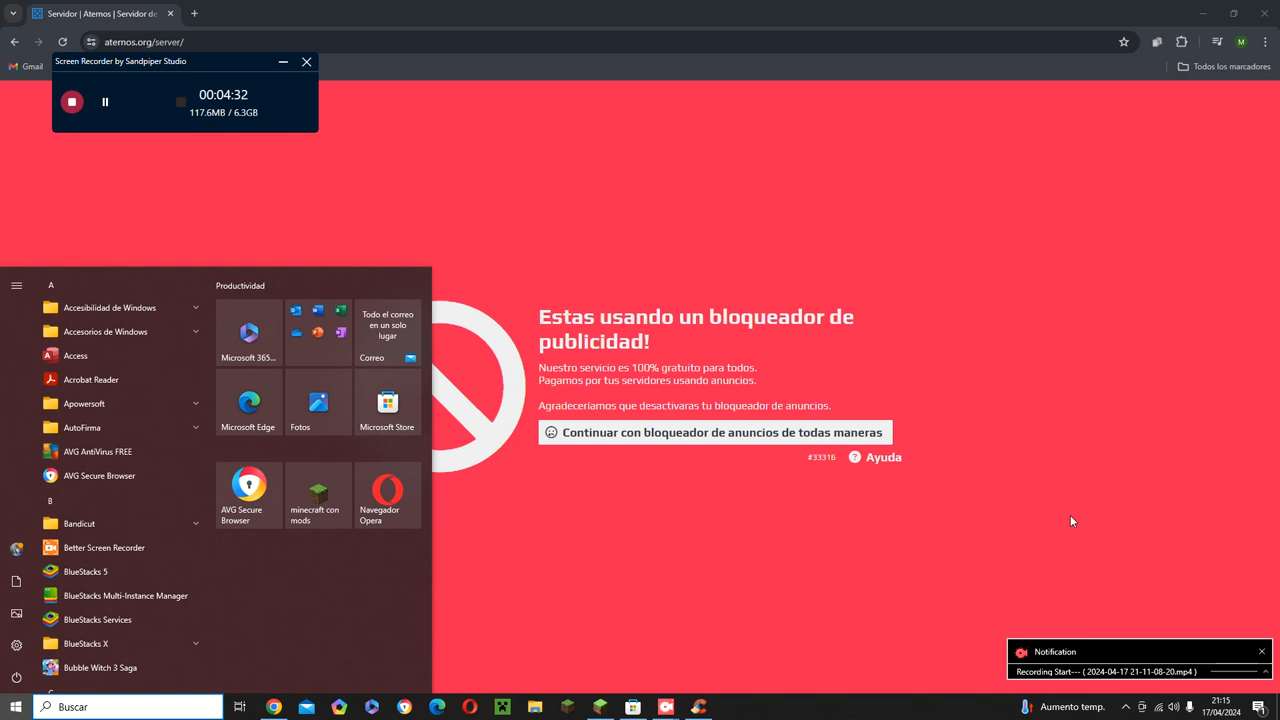 Servidor | Aternos | Servidor de
aternos.org/server/
Gmail
Todos los marcadores
M
Screen Recorder by Sandpiper Studio
00:04:32
117.6MB / 6.3GB
Estas usando un bloqueador de
publicidad!
Nuestro servicio es 100% gratuito para todos.
Pagamos por tus servidores usando anuncios.
Agradeceríamos que desactivaras tu bloqueador de anuncios.
Continuar con bloqueador de anuncios de todas maneras
#33316
Ayuda
A
Accesibilidad de Windows
Accesorios de Windows
Access
Acrobat Reader
Apowersoft
AutoFirma
AVG AntiVirus FREE
AVG Secure Browser
B
Bandicut
Better Screen Recorder
BlueStacks 5
BlueStacks Multi-Instance Manager
BlueStacks Services
BlueStacks X
Bubble Witch 3 Saga
Productividad
Microsoft 365...
Todo el correo
en un solo
lugar
Correo
Microsoft Edge
Fotos
Microsoft Store
AVG Secure
Browser
minecraft con
mods
Navegador
Opera
Notification
Recording Start--- ( 2024-04-17 21-11-08-20.mp4 )
Buscar
Aumento temp.
21:15
17/04/2024
1